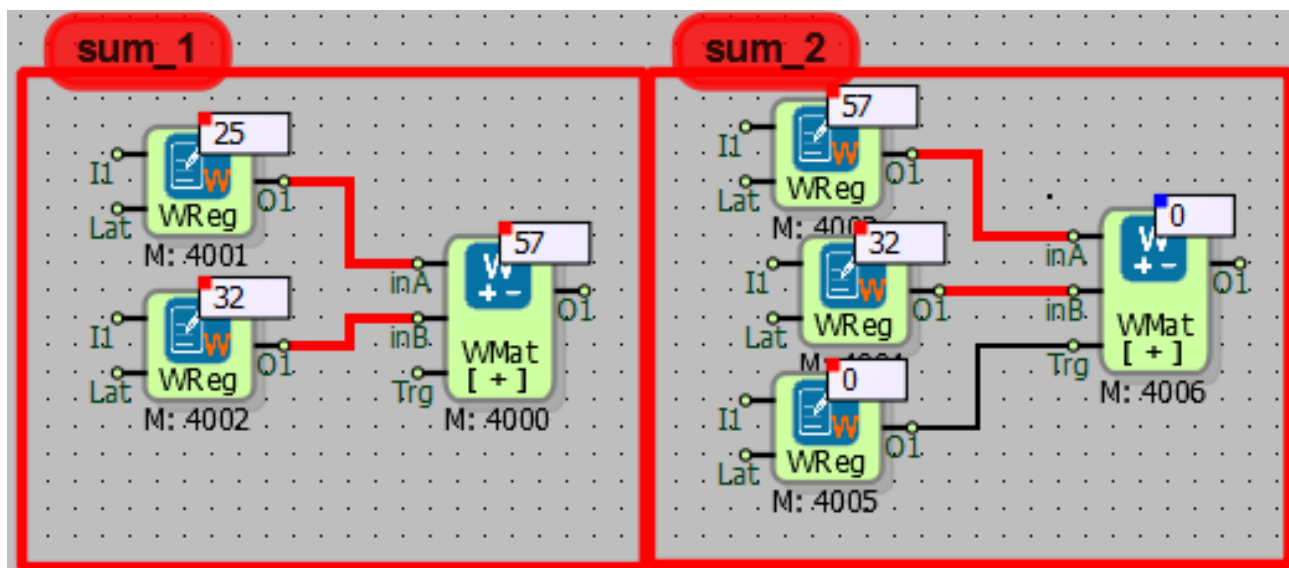 sum_1
25
I1
O1
Lat
WReg
M: 4001
32
I1
O1
Lat
WReg
M: 4002
57
W
+ -
inA
O1
inB
WMat
[ + ]
Trg
M: 4000
sum_2
57
I1
O1
Lat
WReg
32
I1
O1
Lat
WReg
0
I1
O1
Lat
WReg
M: 4005
0
W
+ -
inA
O1
inB
WMat
[ + ]
Trg
M: 4006